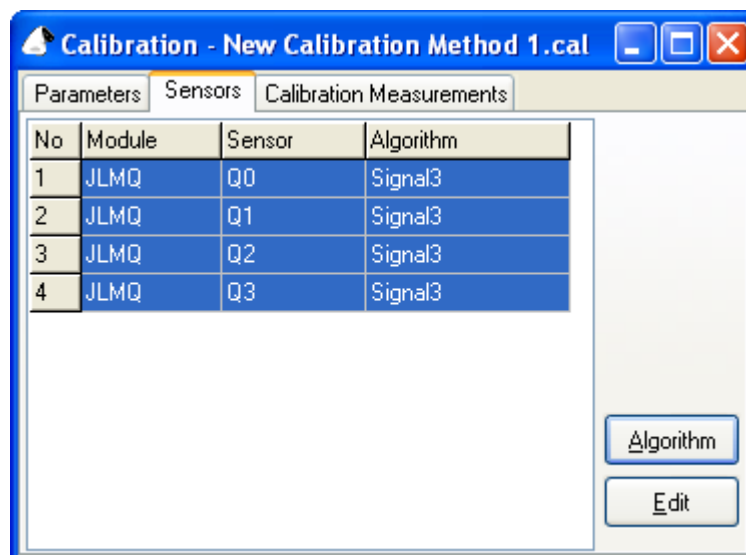 Calibration - New Calibration Method 1.cal
Parameters Sensors Calibration Measurements
No Module Sensor Algorithm
1 JLMQ Q0 Signal3
2 JLMQ Q1 Signal3
3 JLMQ Q2 Signal3
4 JLMQ Q3 Signal3
Algorithm
Edit